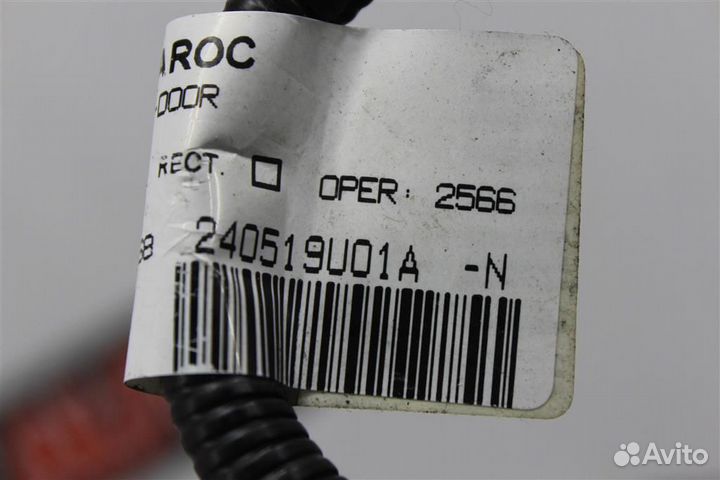 AROC
-DOOR
RECT. OPER: 2566
240519U01A -N
Avito